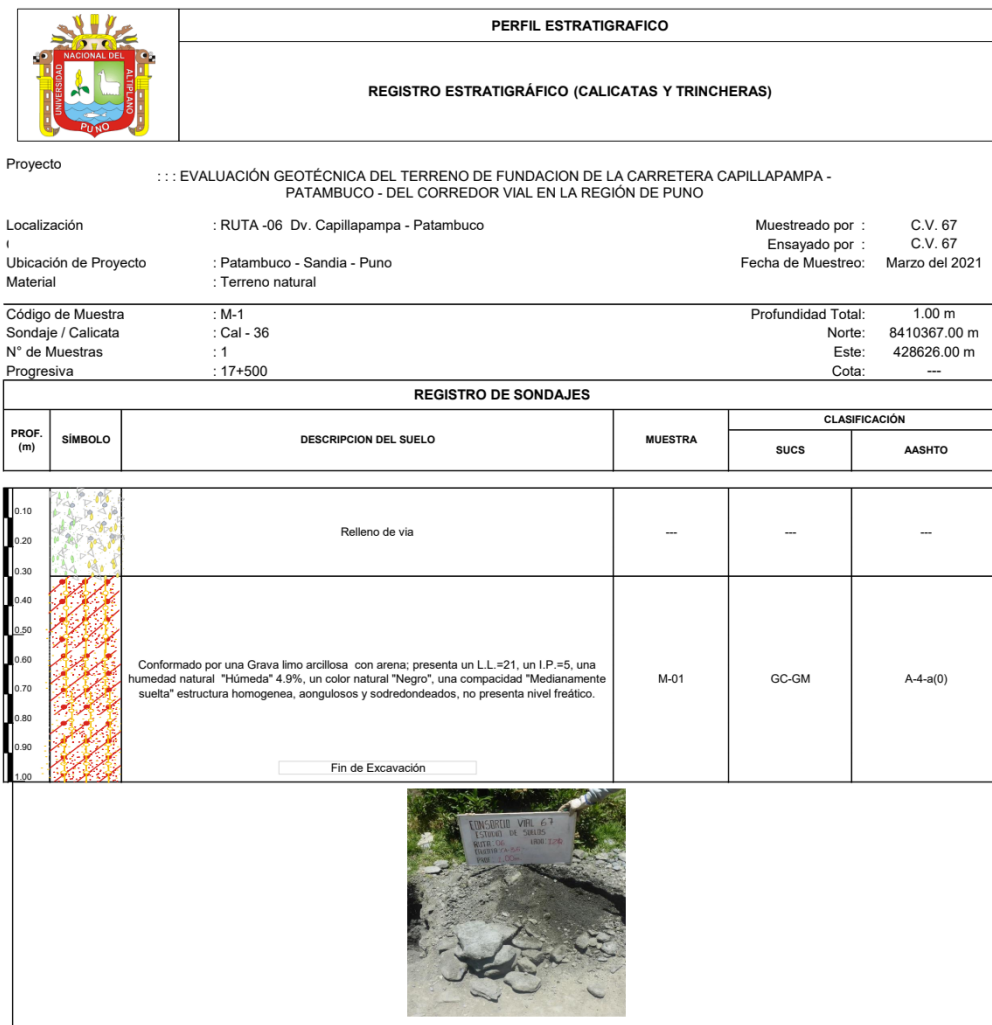 PERFIL ESTRATIGRAFICO
NACIONAL DEL
UNIVERSIDAD
ALTIPLANO
PUNO
REGISTRO ESTRATIGRÁFICO (CALICATAS Y TRINCHERAS)
Proyecto
: : : EVALUACIÓN GEOTÉCNICA DEL TERRENO DE FUNDACION DE LA CARRETERA CAPILLAPAMPA -
PATAMBUCO - DEL CORREDOR VIAL EN LA REGIÓN DE PUNO
Localización : RUTA -06 Dv. Capillapampa - Patambuco Muestreado por : C.V. 67
Ensayado por : C.V. 67
Ubicación de Proyecto : Patambuco - Sandia - Puno Fecha de Muestreo: Marzo del 2021
Material : Terreno natural
Código de Muestra : M-1 Profundidad Total: 1.00 m
Sondaje / Calicata : Cal - 36 Norte: 8410367.00 m
N° de Muestras : 1 Este: 428626.00 m
Progresiva : 17+500 Cota: ---
REGISTRO DE SONDAJES
PROF. (m) SÍMBOLO DESCRIPCION DEL SUELO MUESTRA CLASIFICACIÓN
SUCS AASHTO
0.10
0.20
0.30
Relleno de via --- --- ---
0.40
0.50
0.60
0.70
0.80
0.90
1.00
Conformado por una Grava limo arcillosa con arena; presenta un L.L.=21, un I.P.=5, una
humedad natural "Húmeda" 4.9%, un color natural "Negro", una compacidad "Medianamente
suelta" estructura homogenea, aongulosos y sodredondeados, no presenta nivel freático.
M-01 GC-GM A-4-a(0)
Fin de Excavación
CONSORCIO VIAL 67
ESTUDIO DE SUELOS
RUTA: 06